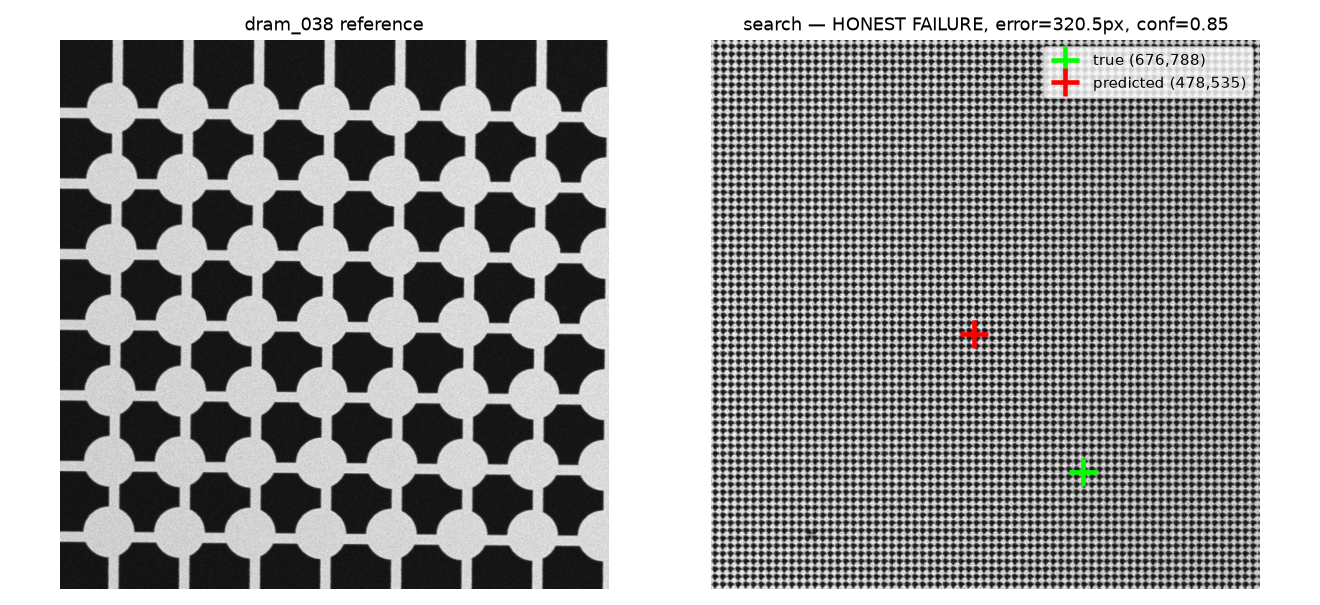 dram_038 reference
search — HONEST FAILURE, error=320.5px, conf=0.85
true (676,788)
predicted (478,535)